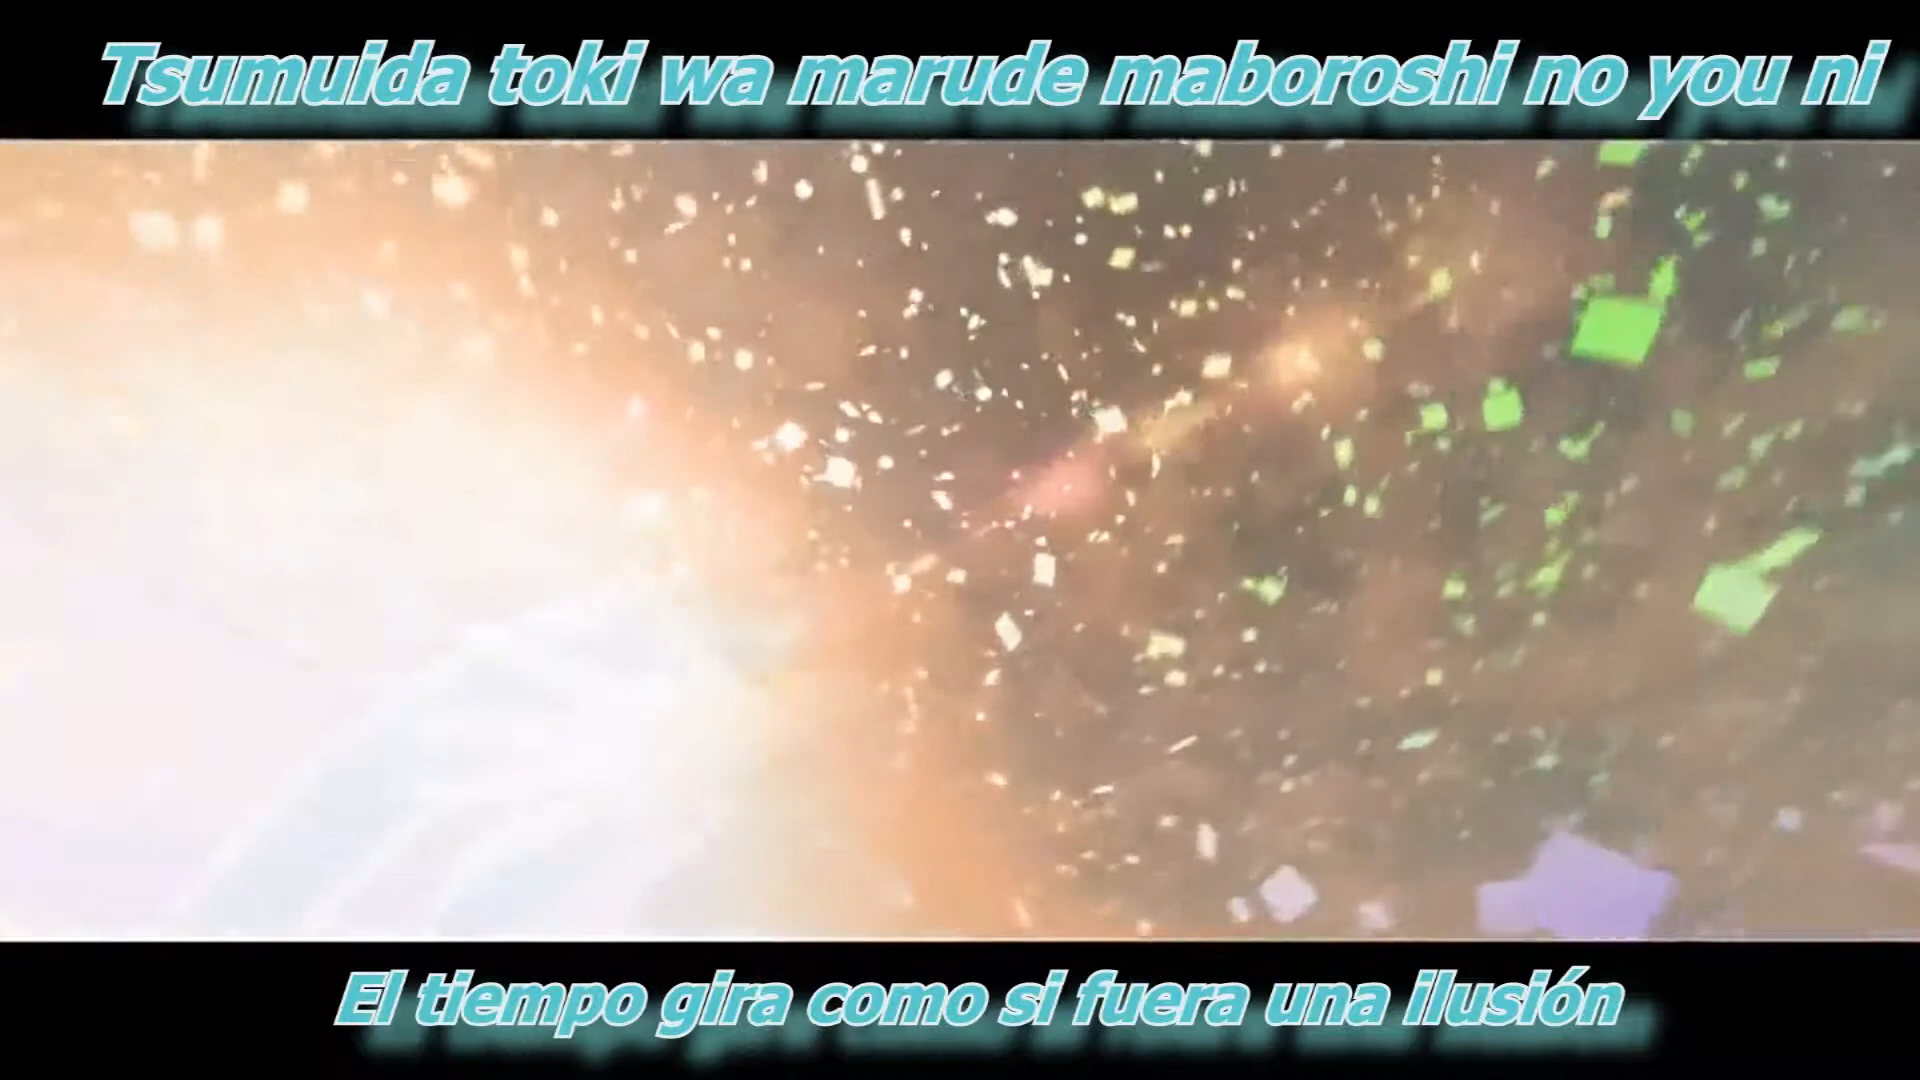 Tsumuida toki wa marude maboroshi no you ni
El tiempo gira como si fuera una ilusión